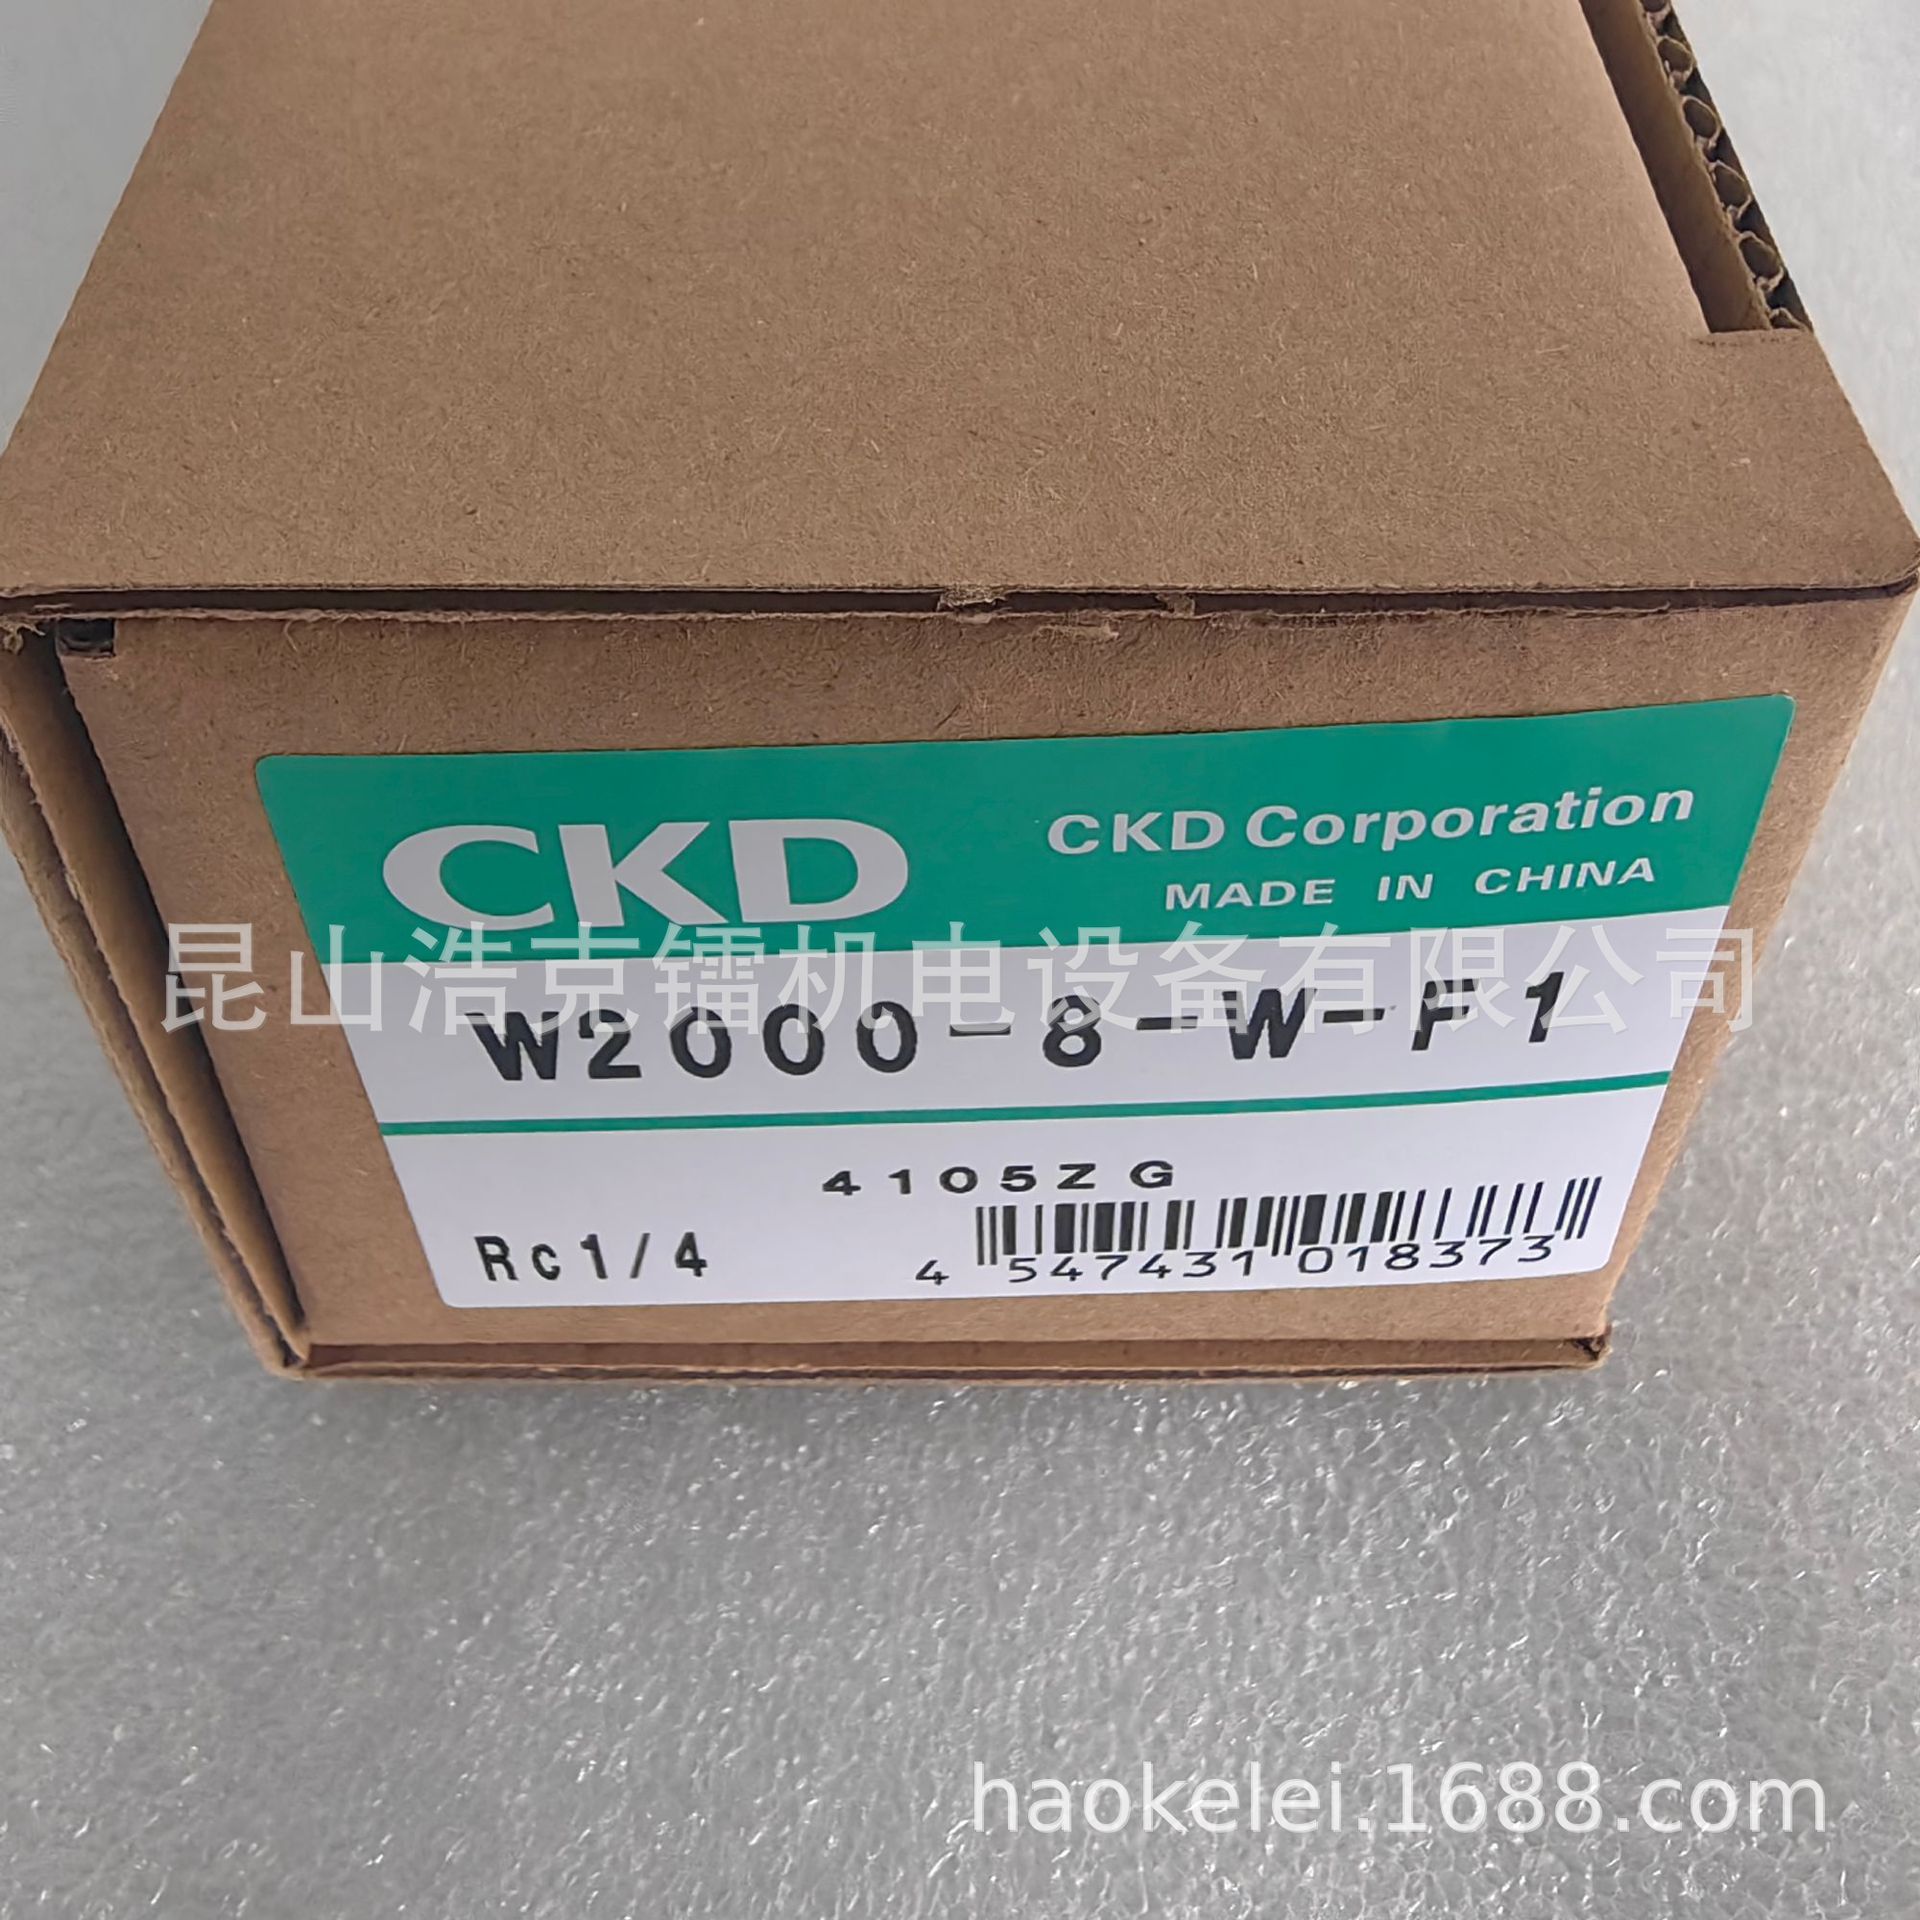 CKD
CKD Corporation
MADE IN CHINA
昆山浩克镭机电设备有限公司
W2000-8-W-F1
4105ZG
Rc1/4
4 547431 018373
haokelei.1688.com